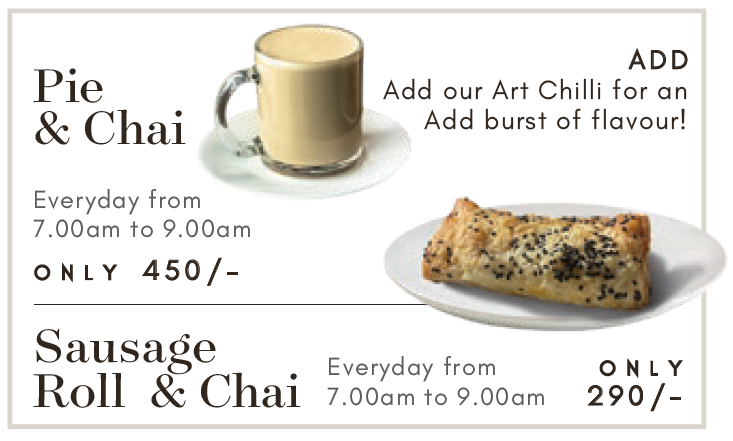 Pie
& Chai
Everyday from
7.00am to 9.00am
ONLY 450/-
ADD
Add our Art Chilli for an
Add burst of flavour!
Sausage
Roll & Chai
Everyday from
7.00am to 9.00am
ONLY
290/-